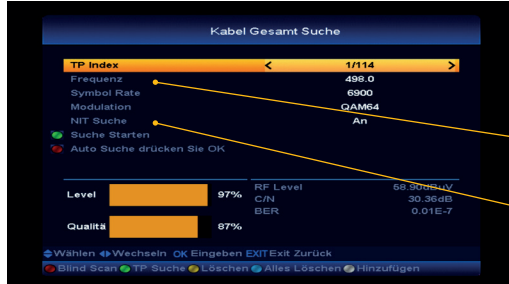 Kabel Gesamt Suche
TP Index < 1/114 >
Frequenz 498.0
Symbol Rate 6900
Modulation QAM64
NIT Suche An
Suche Starten
Auto Suche drücken Sie OK
Level 97%
Qualitä 87%
RF Level 58.90dBuV
C/N 30.36dB
BER 0.01E-7
Wählen Wechseln OK Eingeben EXIT Exit Zurück
Blind Scan TP Suche Löschen Alles Löschen Hinzufügen